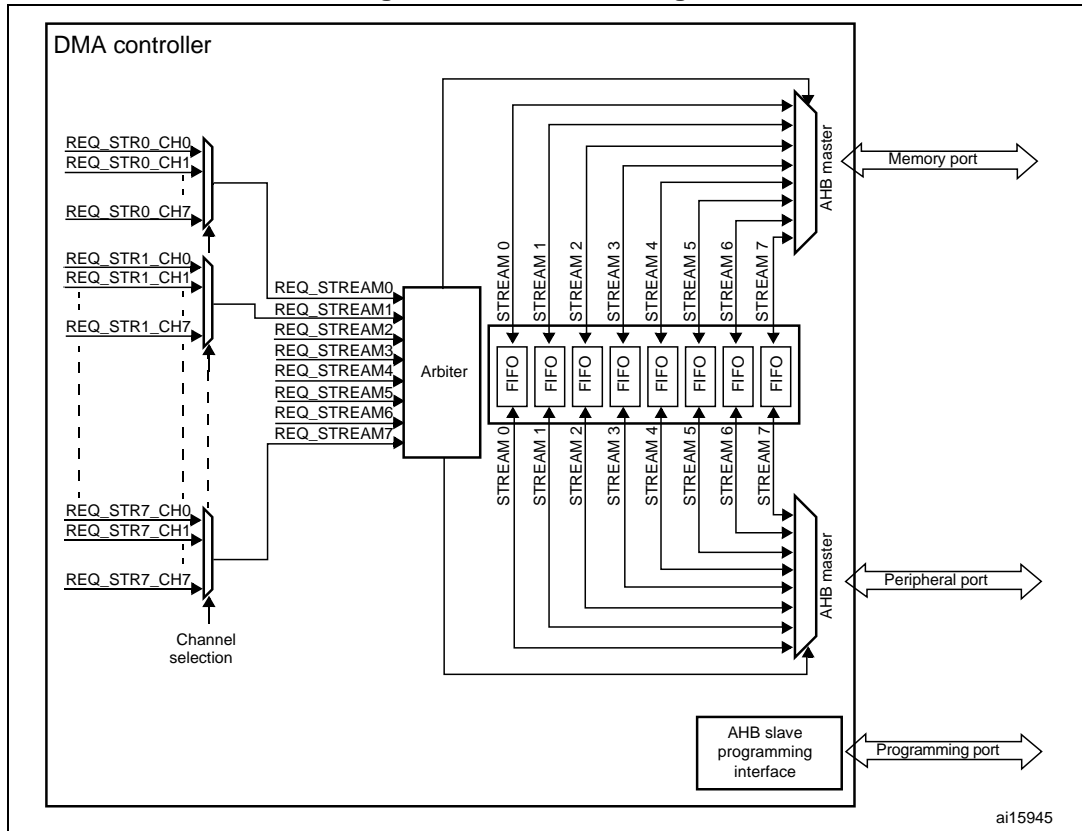 DMA controller
REQ_STR0_CH0
REQ_STR0_CH1
REQ_STR0_CH7
REQ_STR1_CH0
REQ_STR1_CH1
REQ_STR1_CH7
REQ_STR7_CH0
REQ_STR7_CH1
REQ_STR7_CH7
Channel
selection
REQ_STREAM0
REQ_STREAM1
REQ_STREAM2
REQ_STREAM3
REQ_STREAM4
REQ_STREAM5
REQ_STREAM6
REQ_STREAM7
Arbiter
STREAM 0
STREAM 1
STREAM 2
STREAM 3
STREAM 4
STREAM 5
STREAM 6
STREAM 7
FIFO
FIFO
FIFO
FIFO
FIFO
FIFO
FIFO
FIFO
STREAM 0
STREAM 1
STREAM 2
STREAM 3
STREAM 4
STREAM 5
STREAM 6
STREAM 7
AHB master
Memory port
AHB master
Peripheral port
AHB slave
programming
interface
Programming port
ai15945